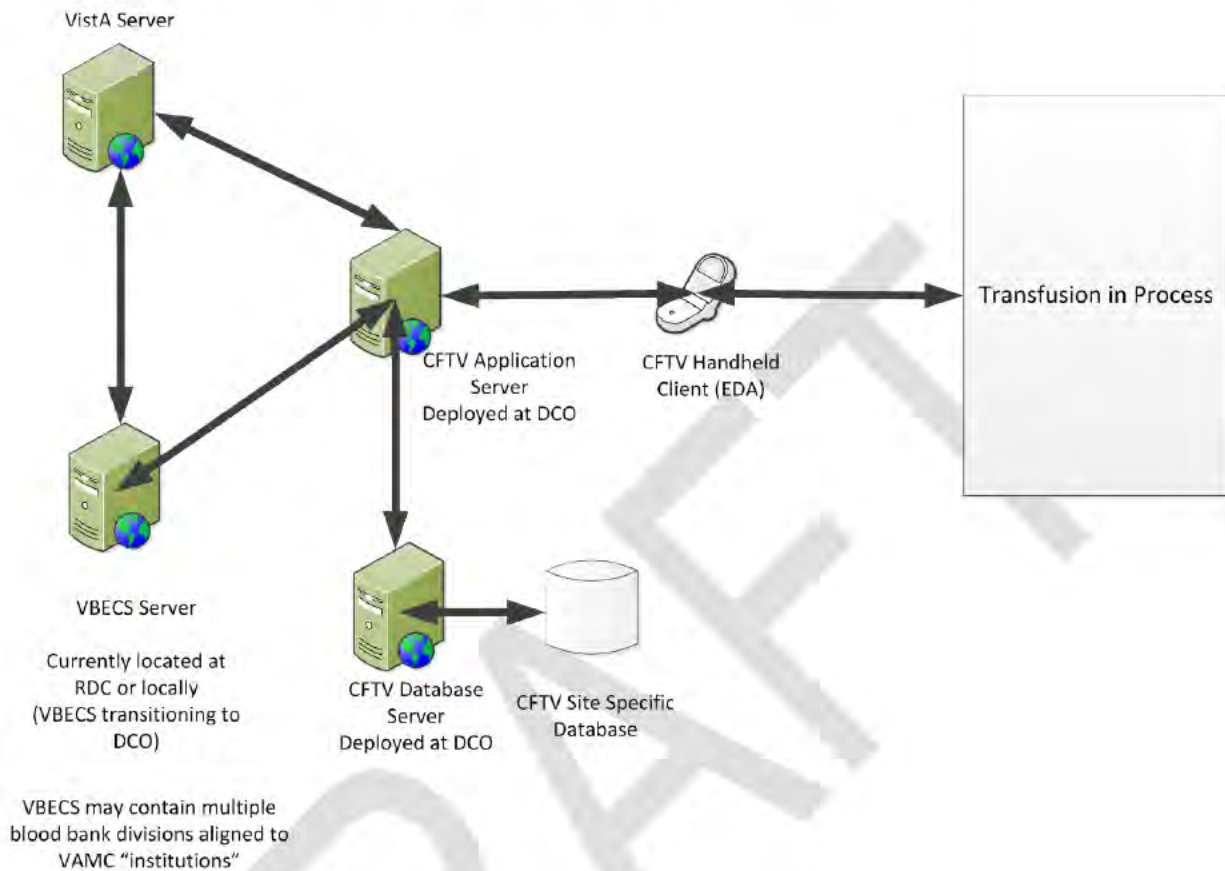 VistA Server
CFTV Application
Server
Deployed at DCO
CFTV Handheld
Client (EDA)
Transfusion in Process
VBECS Server
Currently located at
RDC or locally
(VBECS transitioning to
DCO)
VBECS may contain multiple
blood bank divisions aligned to
VAMC “institutions”
CFTV Database
Server
Deployed at DCO
CFTV Site Specific
Database
DRAFT